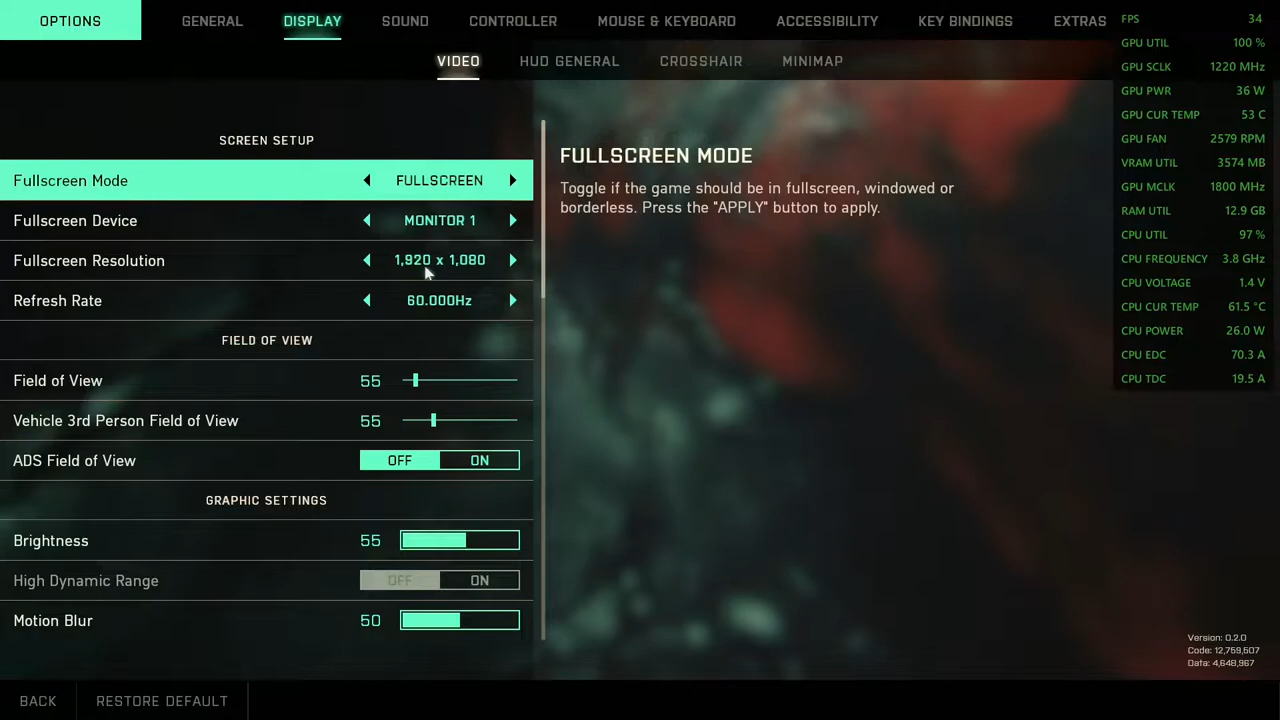 OPTIONS GENERAL DISPLAY SOUND CONTROLLER MOUSE & KEYBOARD ACCESSIBILITY KEY BINDINGS EXTRAS
VIDEO HUD GENERAL CROSSHAIR MINIMAP
SCREEN SETUP
Fullscreen Mode FULLSCREEN
Fullscreen Device MONITOR 1
Fullscreen Resolution 1,920 x 1,080
Refresh Rate 60.000Hz
FIELD OF VIEW
Field of View 55
Vehicle 3rd Person Field of View 55
ADS Field of View OFF ON
GRAPHIC SETTINGS
Brightness 55
High Dynamic Range OFF ON
Motion Blur 50
FULLSCREEN MODE
Toggle if the game should be in fullscreen, windowed or
borderless. Press the "APPLY" button to apply.
FPS 34
GPU UTIL 100 %
GPU SCLK 1220 MHz
GPU PWR 36 W
GPU CUR TEMP 53 C
GPU FAN 2579 RPM
VRAM UTIL 3574 MB
GPU MCLK 1800 MHz
RAM UTIL 12.9 GB
CPU UTIL 97 %
CPU FREQUENCY 3.8 GHz
CPU VOLTAGE 1.4 V
CPU CUR TEMP 61.5 °C
CPU POWER 26.0 W
CPU EDC 70.3 A
CPU TDC 19.5 A
Version: 0.2.0
Code: 12,759,607
Data: 4,648,967
BACK RESTORE DEFAULT